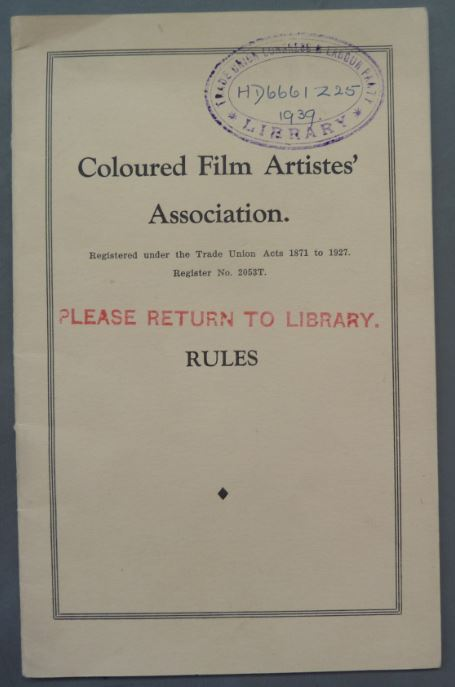 TRADE UNION CONGRESS & LABOUR PARTY
HD6661 Z25
1939.
* LIBRARY *
Coloured Film Artistes'
Association.
Registered under the Trade Union Acts 1871 to 1927.
Register No. 2053T.
PLEASE RETURN TO LIBRARY.
RULES